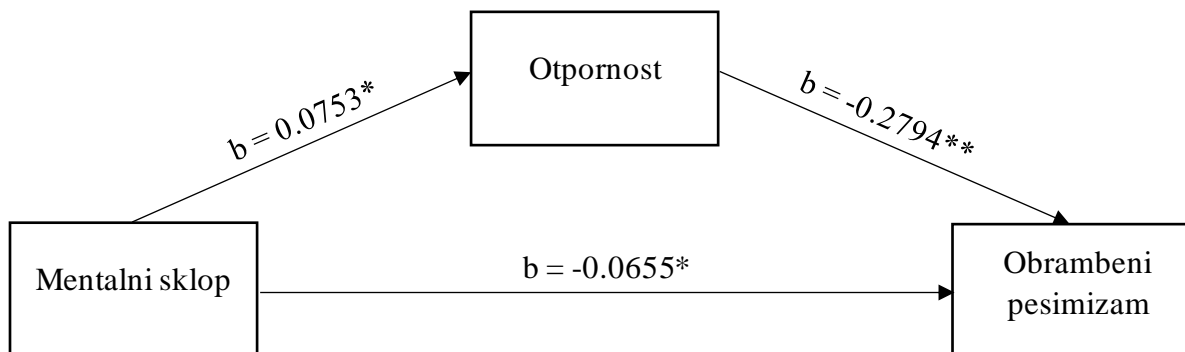 Otpornost
b = 0.0753*
b = -0.2794**
Mentalni sklop
b = -0.0655*
Obrambeni
pesimizam